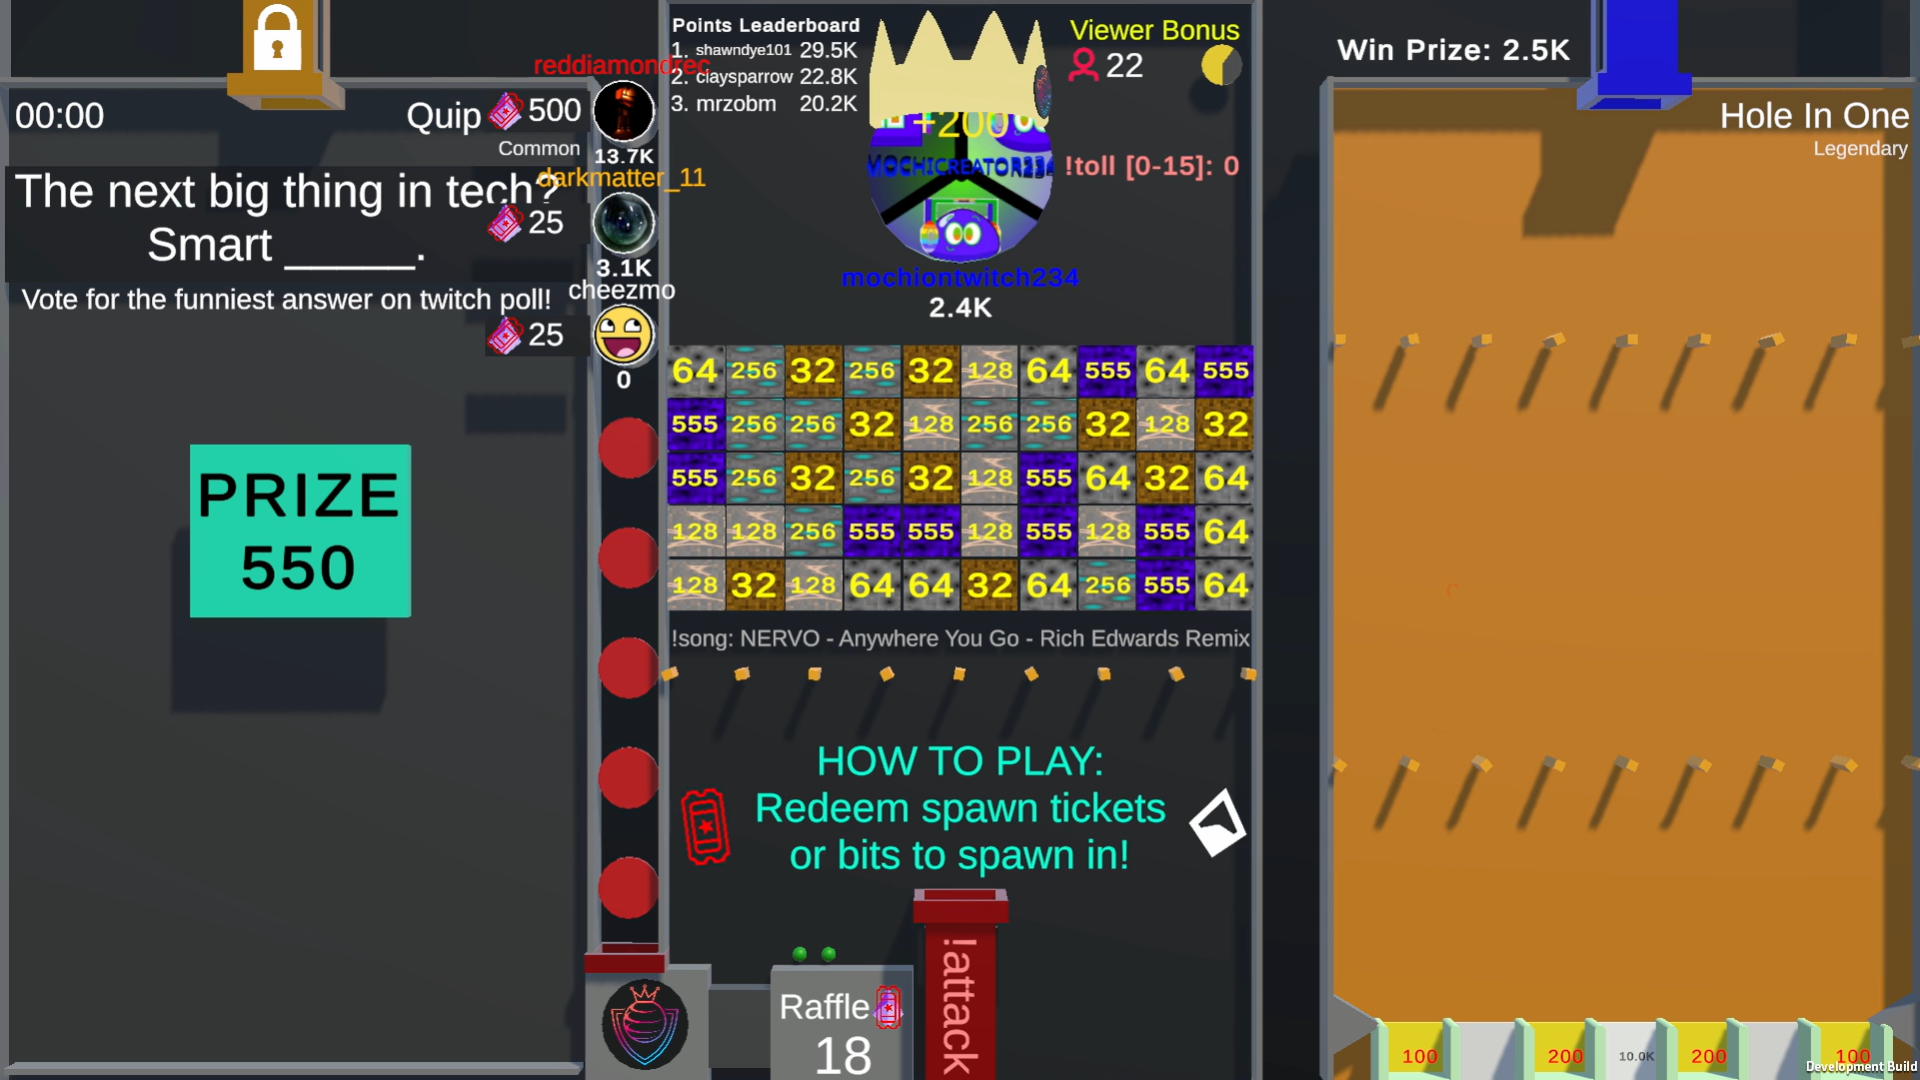 00:00
Quip
500
Common
The next big thing in tech?
Smart _____.
25
Vote for the funniest answer on twitch poll!
25
PRIZE
550
reddiamondrec
13.7K
darkmatter_11
3.1K
cheezmo
0
Points Leaderboard
1. shawndye101 29.5K
2. claysparrow 22.8K
3. mrzobm 20.2K
Viewer Bonus
22
+200
MOCHICREATOR234
!toll [0-15]: 0
mochiontwitch234
2.4K
64 256 32 256 32 128 64 555 64 555
555 256 256 32 128 256 256 32 128 32
555 256 32 256 32 128 555 64 32 64
128 128 256 555 555 128 555 128 555 64
128 32 128 64 64 32 64 256 555 64
!song: NERVO - Anywhere You Go - Rich Edwards Remix
HOW TO PLAY:
Redeem spawn tickets
or bits to spawn in!
!attack
Raffle
18
Win Prize: 2.5K
Hole In One
Legendary
100 200 10.0K 200 100
Development Build